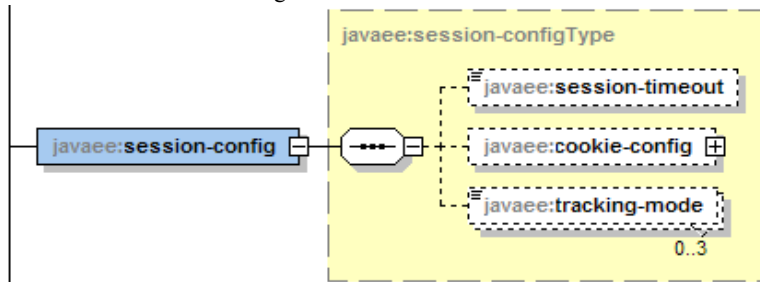 javaee:session-configType
javaee:session-timeout
javaee:session-config
javaee:cookie-config
javaee:tracking-mode
0..3